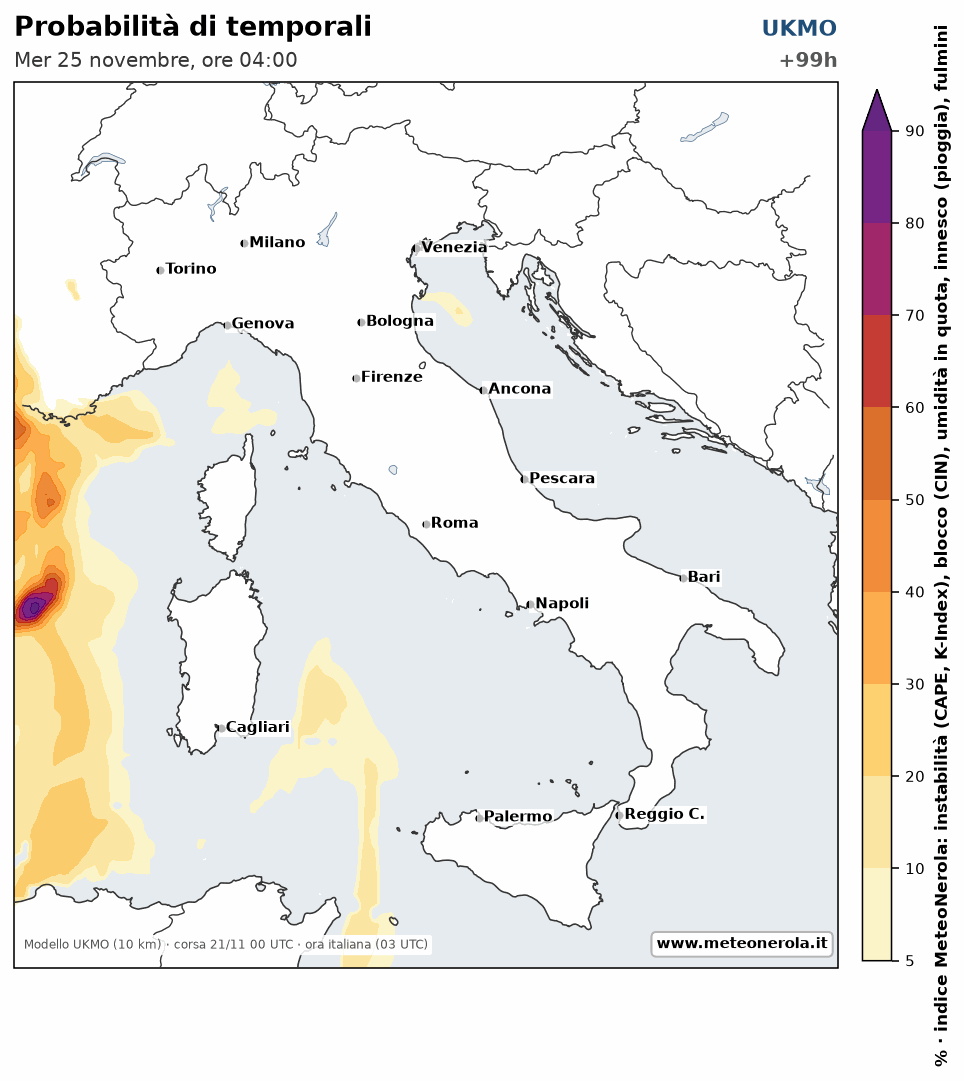 Probabilità di temporali
UKMO
Mer 25 novembre, ore 04:00
+99h
Milano
Venezia
Torino
Genova
Bologna
Firenze
Ancona
Pescara
Roma
Bari
Napoli
Cagliari
Palermo
Reggio C.
Modello UKMO (10 km) · corsa 21/11 00 UTC · ora italiana (03 UTC)
www.meteonerola.it
90
80
70
60
50
40
30
20
10
5
% · indice MeteoNerola: instabilità (CAPE, K-Index), blocco (CIN), umidità in quota, innesco (pioggia), fulmini